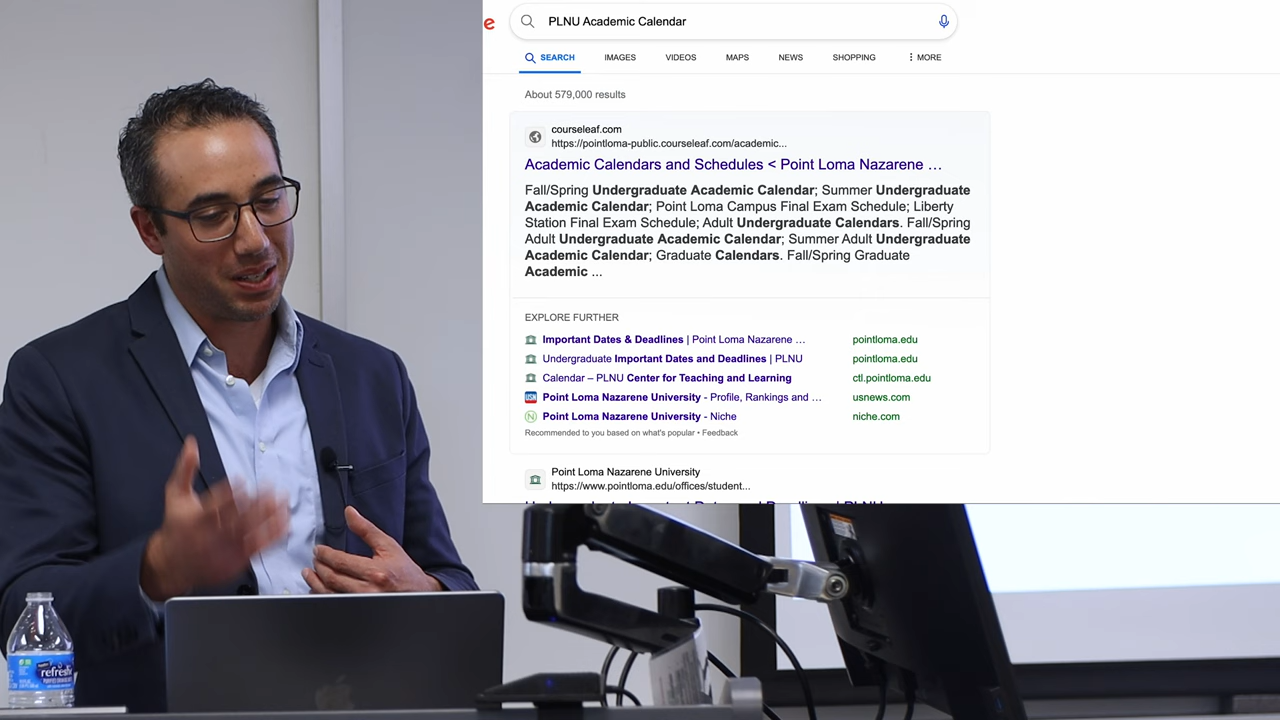 e
PLNU Academic Calendar
SEARCH IMAGES VIDEOS MAPS NEWS SHOPPING MORE
About 579,000 results
courseleaf.com
https://pointloma-public.courseleaf.com/academic...
Academic Calendars and Schedules < Point Loma Nazarene …
Fall/Spring Undergraduate Academic Calendar; Summer Undergraduate
Academic Calendar; Point Loma Campus Final Exam Schedule; Liberty
Station Final Exam Schedule; Adult Undergraduate Calendars. Fall/Spring
Adult Undergraduate Academic Calendar; Summer Adult Undergraduate
Academic Calendar; Graduate Calendars. Fall/Spring Graduate
Academic ...
EXPLORE FURTHER
Important Dates & Deadlines | Point Loma Nazarene … pointloma.edu
Undergraduate Important Dates and Deadlines | PLNU pointloma.edu
Calendar – PLNU Center for Teaching and Learning ctl.pointloma.edu
USN Point Loma Nazarene University - Profile, Rankings and … usnews.com
N Point Loma Nazarene University - Niche niche.com
Recommended to you based on what's popular • Feedback
Point Loma Nazarene University
https://www.pointloma.edu/offices/student...
refresh